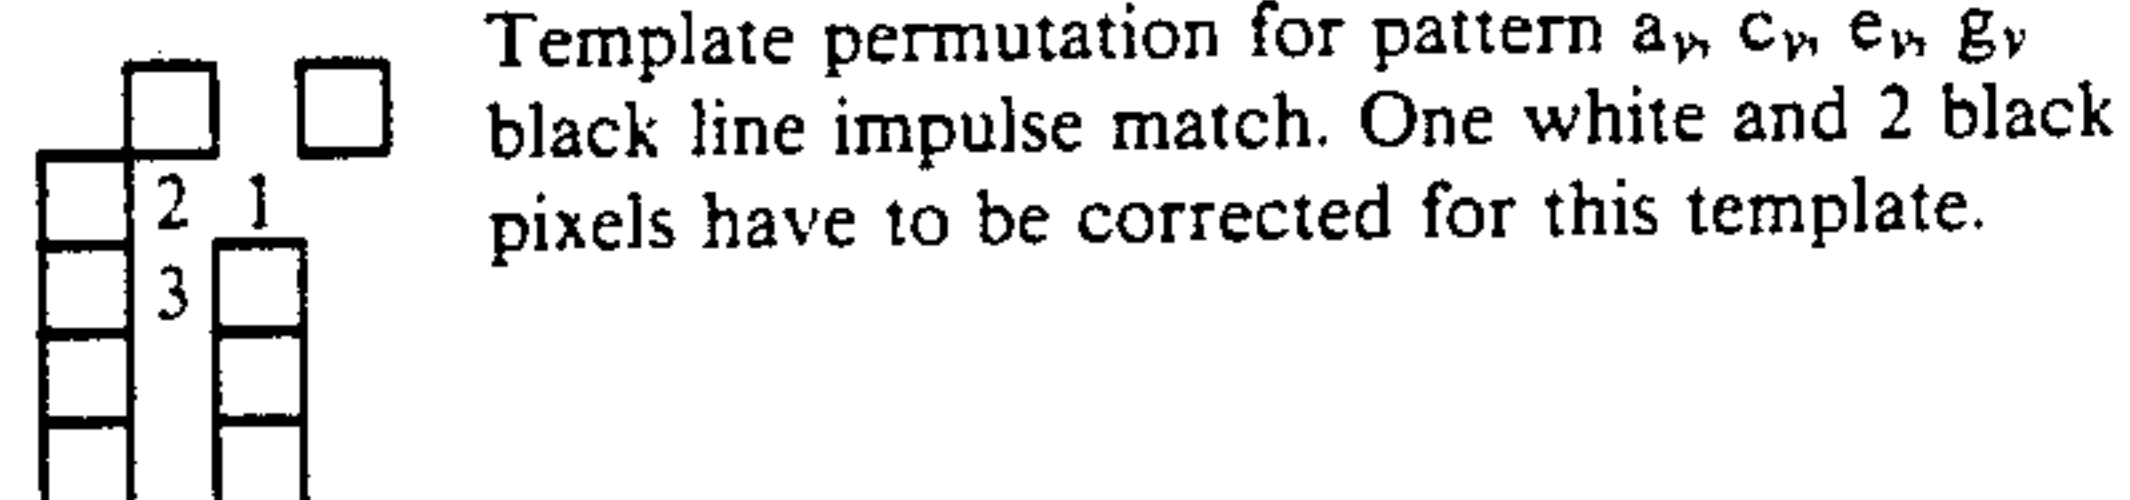 Template permutation for pattern aᵥ, cᵥ, eᵥ, gᵥ
black line impulse match. One white and 2 black
pixels have to be corrected for this template.
2 1
3